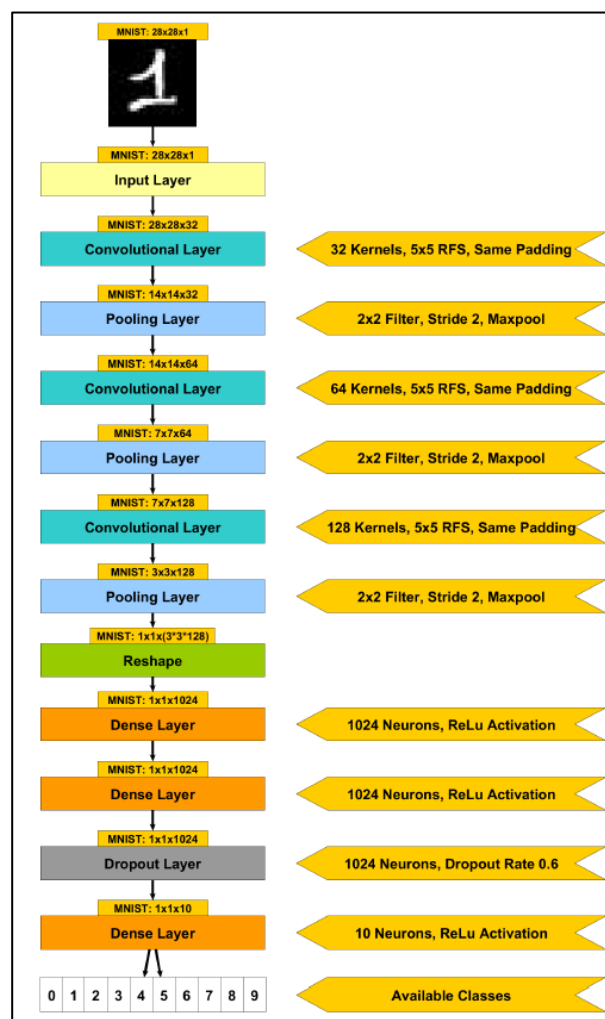 MNIST: 28x28x1
MNIST: 28x28x1
Input Layer
MNIST: 28x28x32
Convolutional Layer
32 Kernels, 5x5 RFS, Same Padding
MNIST: 14x14x32
Pooling Layer
2x2 Filter, Stride 2, Maxpool
MNIST: 14x14x64
Convolutional Layer
64 Kernels, 5x5 RFS, Same Padding
MNIST: 7x7x64
Pooling Layer
2x2 Filter, Stride 2, Maxpool
MNIST: 7x7x128
Convolutional Layer
128 Kernels, 5x5 RFS, Same Padding
MNIST: 3x3x128
Pooling Layer
2x2 Filter, Stride 2, Maxpool
MNIST: 1x1x(3*3*128)
Reshape
MNIST: 1x1x1024
Dense Layer
1024 Neurons, ReLu Activation
MNIST: 1x1x1024
Dense Layer
1024 Neurons, ReLu Activation
MNIST: 1x1x1024
Dropout Layer
1024 Neurons, Dropout Rate 0.6
MNIST: 1x1x10
Dense Layer
10 Neurons, ReLu Activation
0 1 2 3 4 5 6 7 8 9
Available Classes